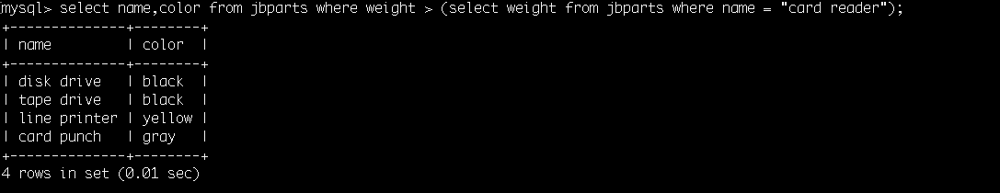 mysql> select name,color from jbparts where weight > (select weight from jbparts where name = "card reader");
+--------------+--------+
| name         | color  |
+--------------+--------+
| disk drive   | black  |
| tape drive   | black  |
| line printer | yellow |
| card punch   | gray   |
+--------------+--------+
4 rows in set (0.01 sec)